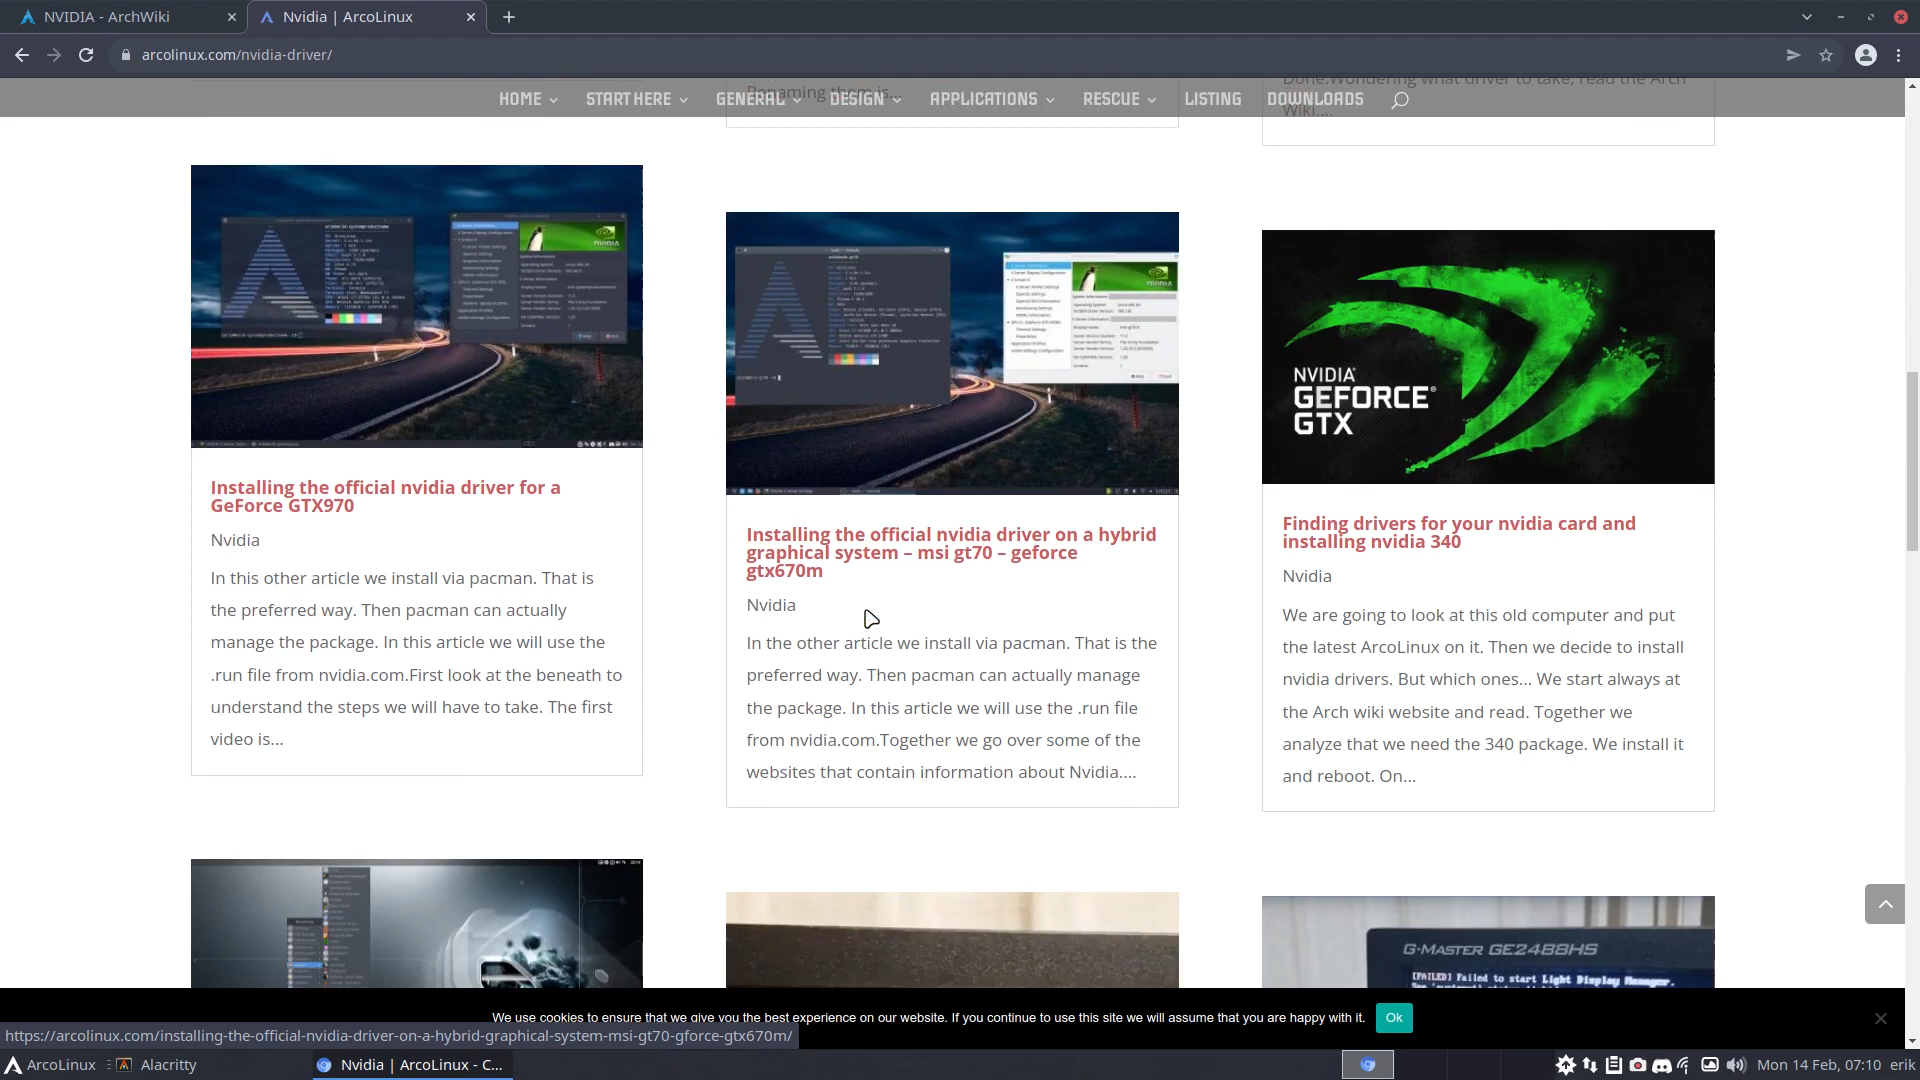 NVIDIA - ArchWiki
Nvidia | ArcoLinux
arcolinux.com/nvidia-driver/
Renaming them is...
Done.Wondering what driver to take, read the Arch
Wiki....
HOME
START HERE
GENERAL
DESIGN
APPLICATIONS
RESCUE
LISTING
DOWNLOADS
Installing the official nvidia driver for a
GeForce GTX970
Nvidia
In this other article we install via pacman. That is
the preferred way. Then pacman can actually
manage the package. In this article we will use the
.run file from nvidia.com.First look at the beneath to
understand the steps we will have to take. The first
video is...
Installing the official nvidia driver on a hybrid
graphical system – msi gt70 – geforce
gtx670m
Nvidia
In the other article we install via pacman. That is the
preferred way. Then pacman can actually manage
the package. In this article we will use the .run file
from nvidia.com.Together we go over some of the
websites that contain information about Nvidia....
NVIDIA
GEFORCE®
GTX
Finding drivers for your nvidia card and
installing nvidia 340
Nvidia
We are going to look at this old computer and put
the latest ArcoLinux on it. Then we decide to install
nvidia drivers. But which ones... We start always at
the Arch wiki website and read. Together we
analyze that we need the 340 package. We install it
and reboot. On...
G-MASTER GE2488HS
[FAILED] Failed to start Light Display Manager.
We use cookies to ensure that we give you the best experience on our website. If you continue to use this site we will assume that you are happy with it.
Ok
https://arcolinux.com/installing-the-official-nvidia-driver-on-a-hybrid-graphical-system-msi-gt70-gforce-gtx670m/
ArcoLinux
Alacritty
Nvidia | ArcoLinux - C...
Mon 14 Feb, 07:10
erik